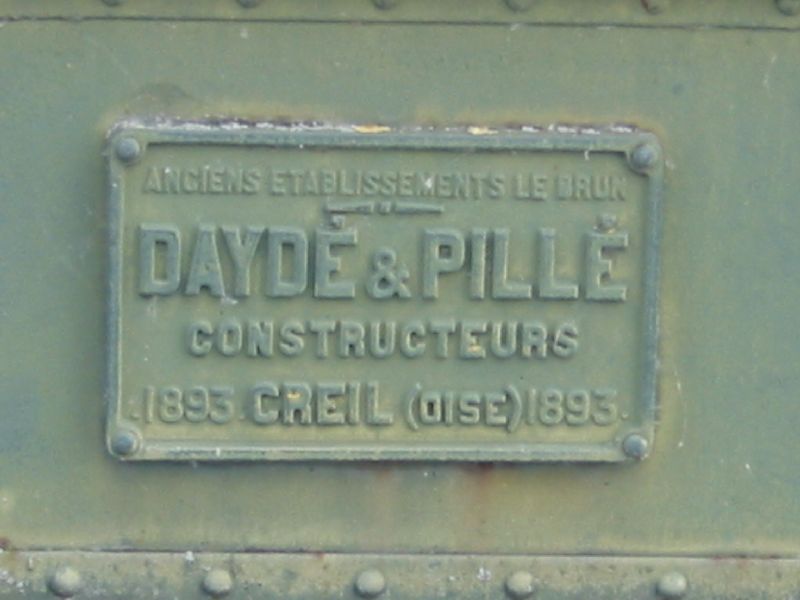 ANCIENS ETABLISSEMENTS LE BRUN
DAYDÉ & PILLÉ
CONSTRUCTEURS
.1893. CREIL (OISE) 1893.